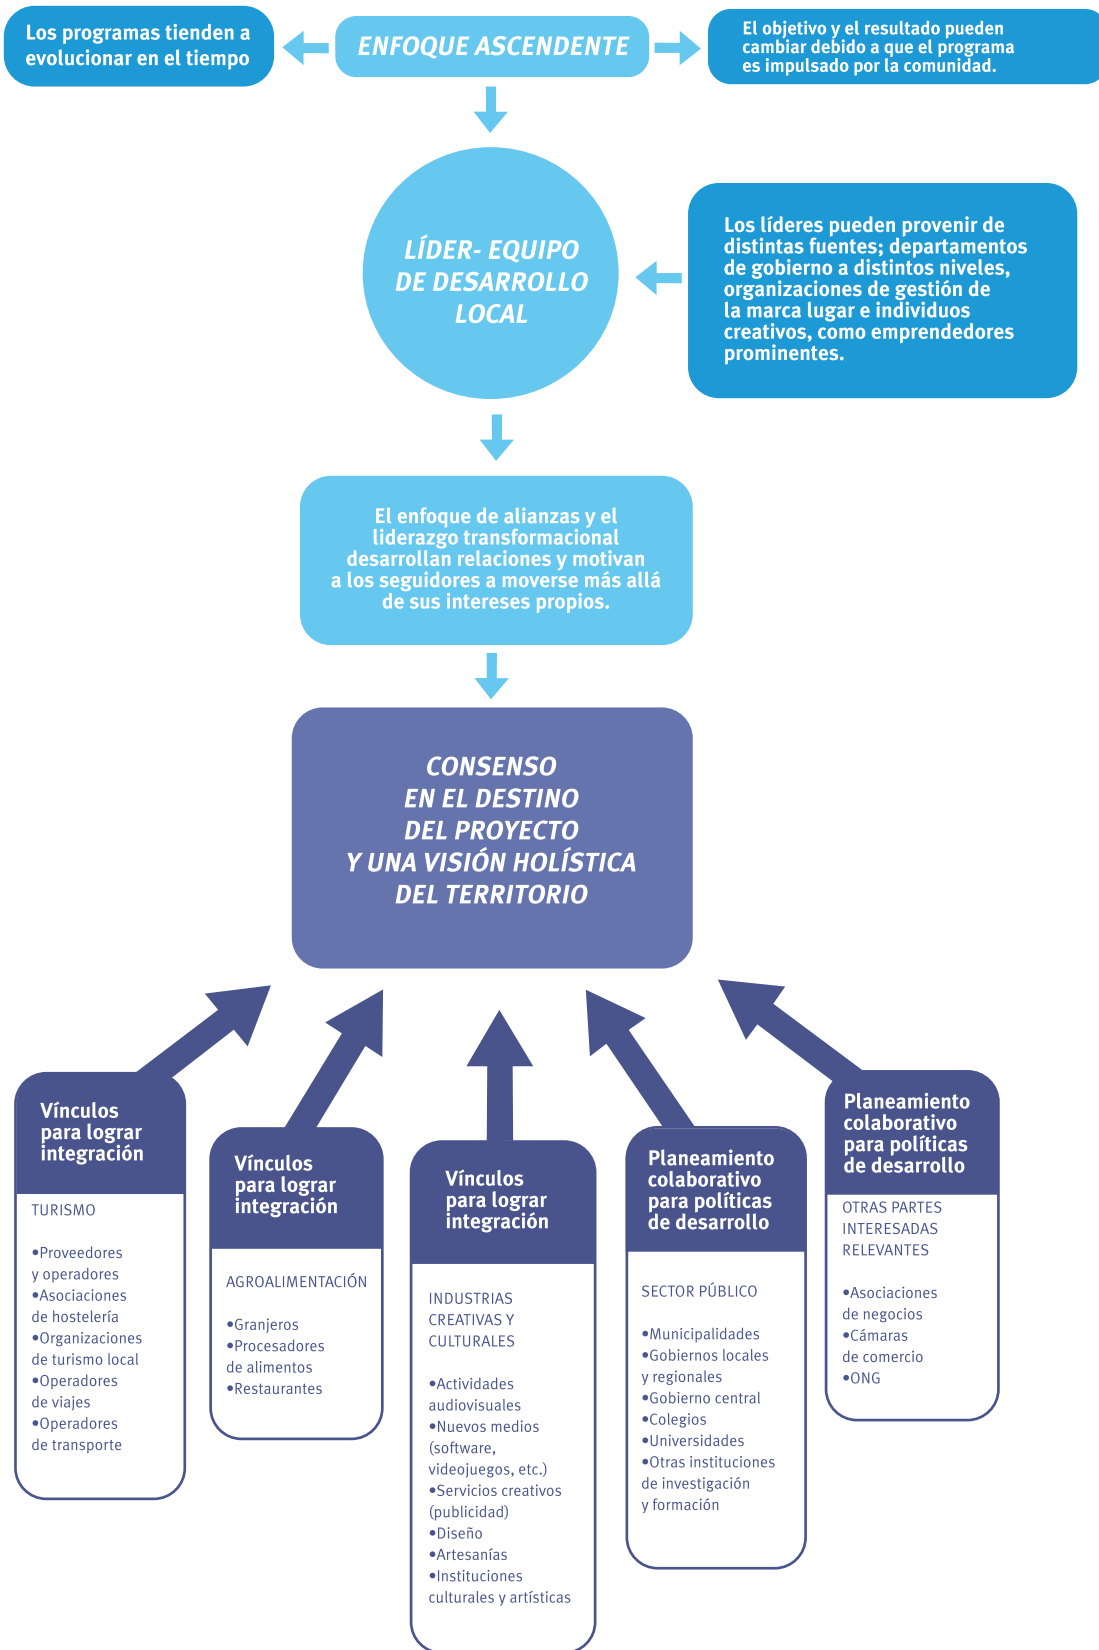 Los programas tienden a
evolucionar en el tiempo
ENFOQUE ASCENDENTE
El objetivo y el resultado pueden
cambiar debido a que el programa
es impulsado por la comunidad.
LÍDER- EQUIPO
DE DESARROLLO
LOCAL
Los líderes pueden provenir de
distintas fuentes; departamentos
de gobierno a distintos niveles,
organizaciones de gestión de
la marca lugar e individuos
creativos, como emprendedores
prominentes.
El enfoque de alianzas y el
liderazgo transformacional
desarrollan relaciones y motivan
a los seguidores a moverse más allá
de sus intereses propios.
CONSENSO
EN EL DESTINO
DEL PROYECTO
Y UNA VISIÓN HOLÍSTICA
DEL TERRITORIO
Vínculos
para lograr
integración
TURISMO
•Proveedores
y operadores
•Asociaciones
de hostelería
•Organizaciones
de turismo local
•Operadores
de viajes
•Operadores
de transporte
Vínculos
para lograr
integración
AGROALIMENTACIÓN
•Granjeros
•Procesadores
de alimentos
•Restaurantes
Vínculos
para lograr
integración
INDUSTRIAS
CREATIVAS Y
CULTURALES
•Actividades
audiovisuales
•Nuevos medios
(software,
videojuegos, etc.)
•Servicios creativos
(publicidad)
•Diseño
•Artesanías
•Instituciones
culturales y artísticas
Planeamiento
colaborativo
para políticas
de desarrollo
SECTOR PÚBLICO
•Municipalidades
•Gobiernos locales
y regionales
•Gobierno central
•Colegios
•Universidades
•Otras instituciones
de investigación
y formación
Planeamiento
colaborativo
para políticas
de desarrollo
OTRAS PARTES
INTERESADAS
RELEVANTES
•Asociaciones
de negocios
•Cámaras
de comercio
•ONG